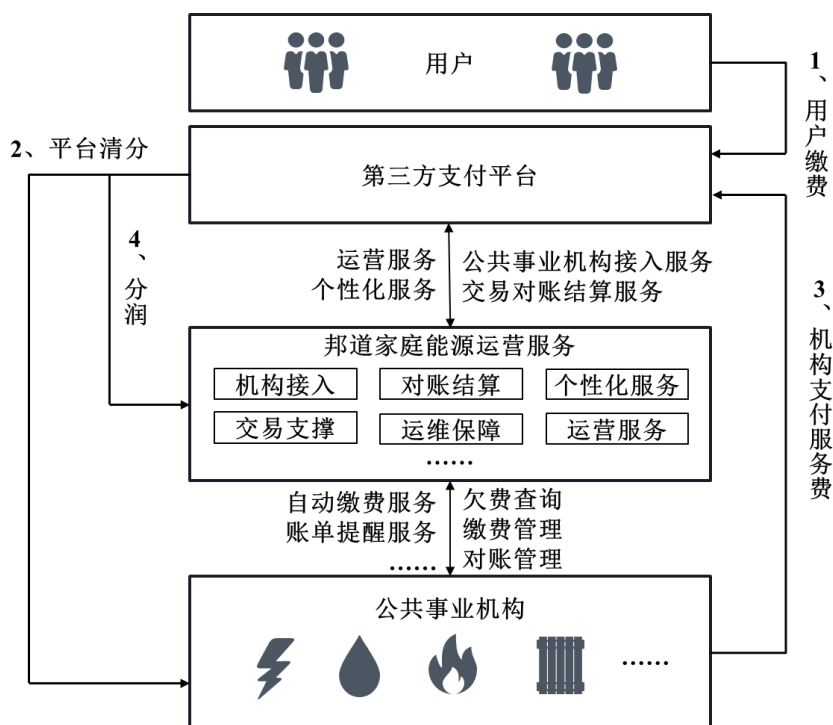 用户
1、用户缴费
2、平台清分
第三方支付平台
4、分润
运营服务
个性化服务
公共事业机构接入服务
交易对账结算服务
3、机构支付服务费
邦道家庭能源运营服务
机构接入
对账结算
个性化服务
交易支撑
运维保障
运营服务
……
自动缴费服务
账单提醒服务
……
欠费查询
缴费管理
对账管理
公共事业机构
……